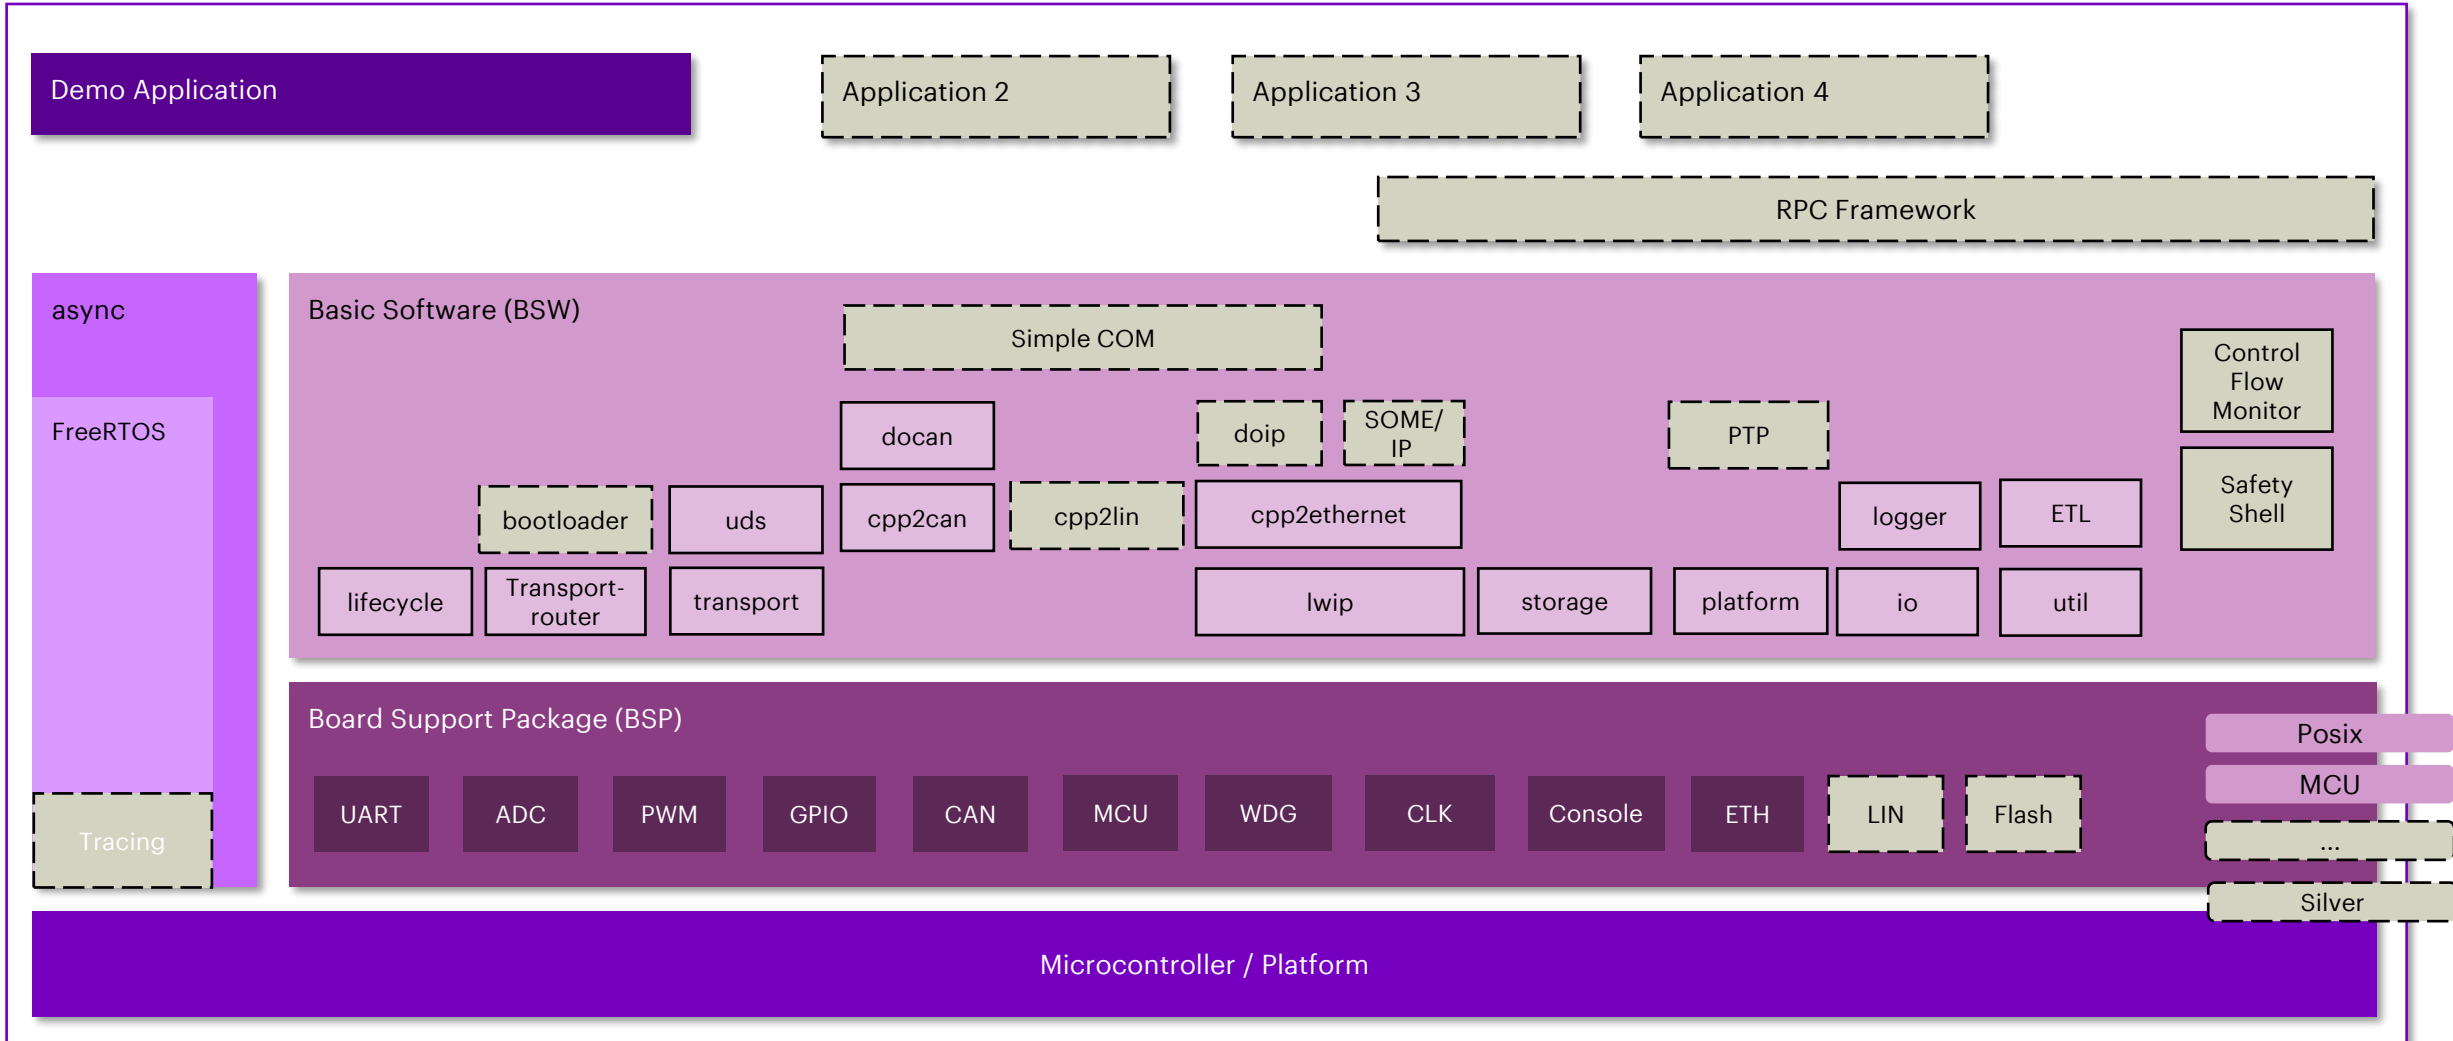 Demo Application
Application 2
Application 3
Application 4
RPC Framework
async
FreeRTOS
Tracing
Basic Software (BSW)
Simple COM
Control
Flow
Monitor
docan
doip
SOME/
IP
PTP
Safety
Shell
bootloader
uds
cpp2can
cpp2lin
cpp2ethernet
logger
ETL
lifecycle
Transport-
router
transport
lwip
storage
platform
io
util
Board Support Package (BSP)
UART
ADC
PWM
GPIO
CAN
MCU
WDG
CLK
Console
ETH
LIN
Flash
Posix
MCU
...
Silver
Microcontroller / Platform